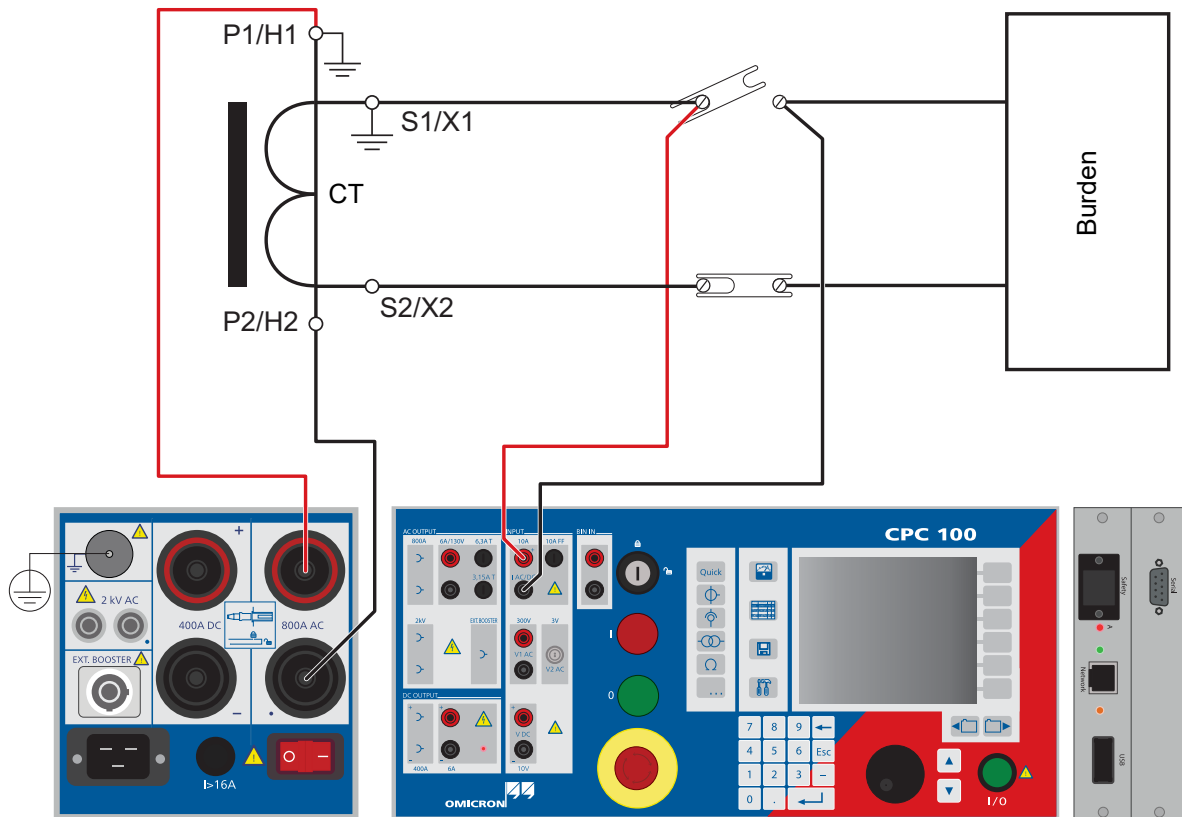 P1/H1
S1/X1
CT
S2/X2
P2/H2
Burden
2 kV AC
EXT. BOOSTER
+
400A DC
800A AC
–
I>16A
AC OUTPUT
800A
6A/130V
6,3A T
3,15A T
2kV
EXT.BOOSTER
DC OUTPUT
400A
6A
INPUT
10A
10A FF
I AC/DC
300V
3V
V1 AC
V2 AC
V DC
10V
BIN IN
OMICRON
I
0
CPC 100
Quick
Ω
...
7 8 9
4 5 6 Esc
1 2 3 –
0 .
I/O
Safety
A
Network
USB
Serial